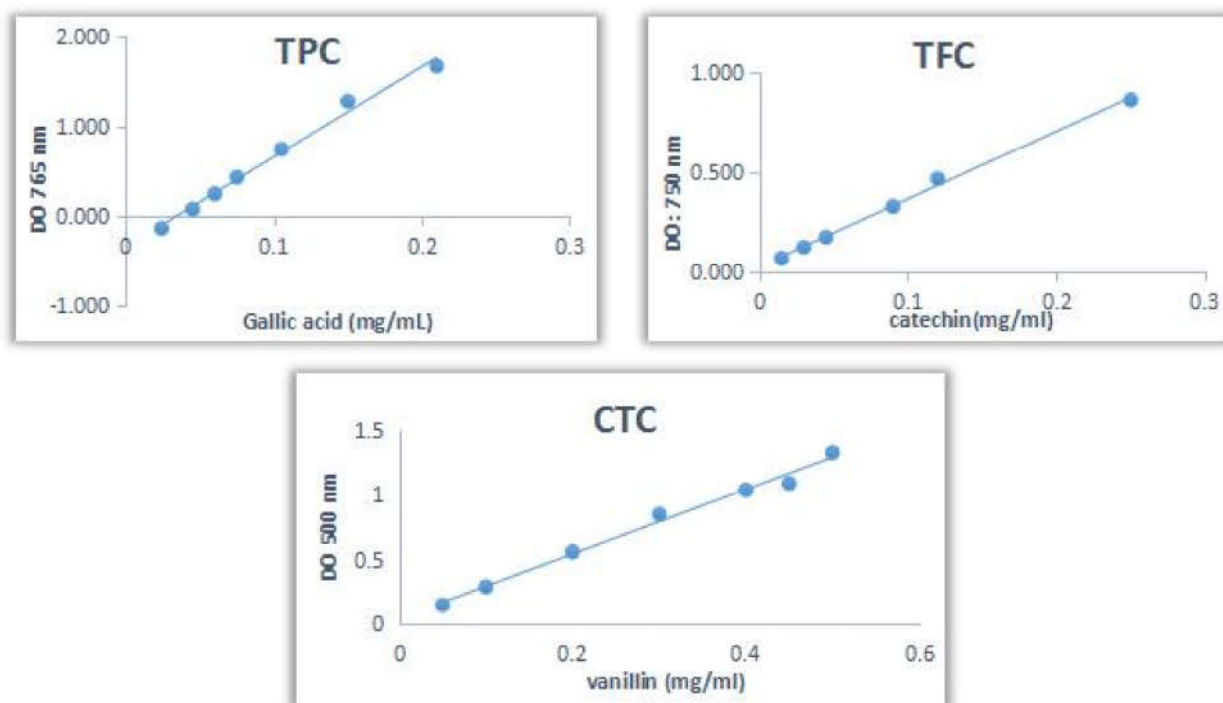 TPC
2.000
1.000
0.000
-1.000
0 0.1 0.2 0.3
DO 765 nm
Gallic acid (mg/mL)
TFC
1.000
0.500
0.000
0 0.1 0.2 0.3
DO : 750 nm
catechin(mg/ml)
CTC
1.5
1
0.5
0
0 0.2 0.4 0.6
DO 500 nm
vanillin (mg/ml)